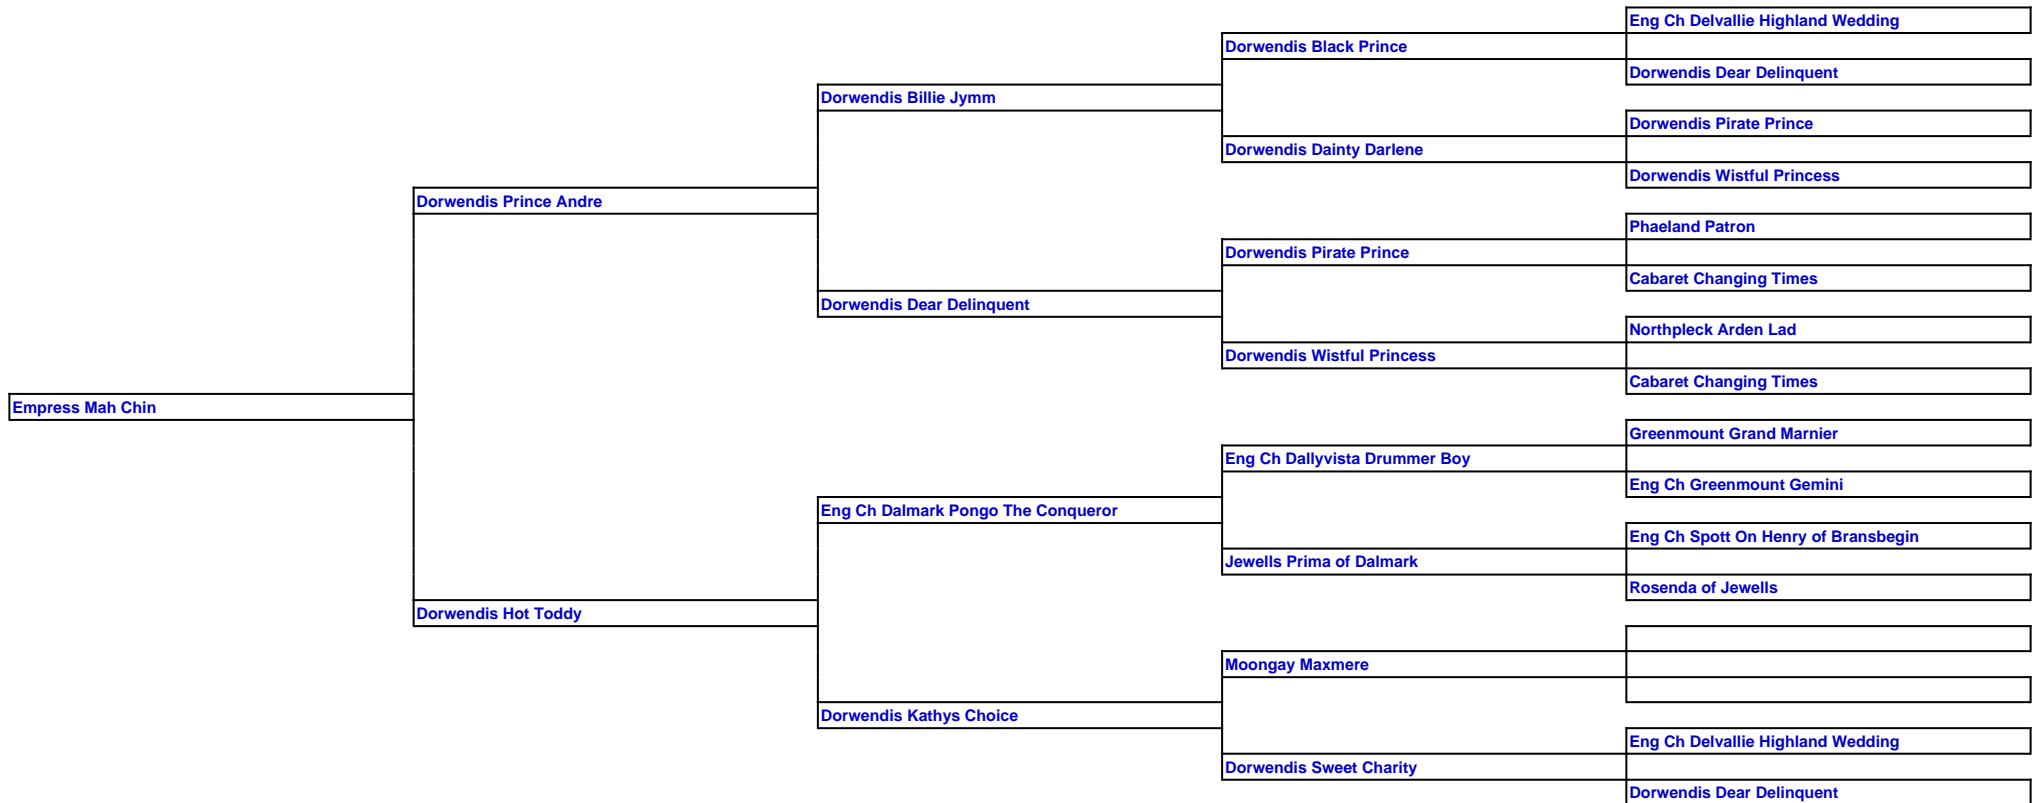 Eng Ch Delvallie Highland Wedding
Dorwendis Black Prince
Dorwendis Dear Delinquent
Dorwendis Billie Jymm
Dorwendis Pirate Prince
Dorwendis Dainty Darlene
Dorwendis Wistful Princess
Dorwendis Prince Andre
Phaeland Patron
Dorwendis Pirate Prince
Cabaret Changing Times
Dorwendis Dear Delinquent
Northpleck Arden Lad
Dorwendis Wistful Princess
Cabaret Changing Times
Empress Mah Chin
Greenmount Grand Marnier
Eng Ch Dallyvista Drummer Boy
Eng Ch Greenmount Gemini
Eng Ch Dalmark Pongo The Conqueror
Eng Ch Spott On Henry of Bransbegin
Jewells Prima of Dalmark
Rosenda of Jewells
Dorwendis Hot Toddy
Moongay Maxmere
Dorwendis Kathys Choice
Eng Ch Delvallie Highland Wedding
Dorwendis Sweet Charity
Dorwendis Dear Delinquent